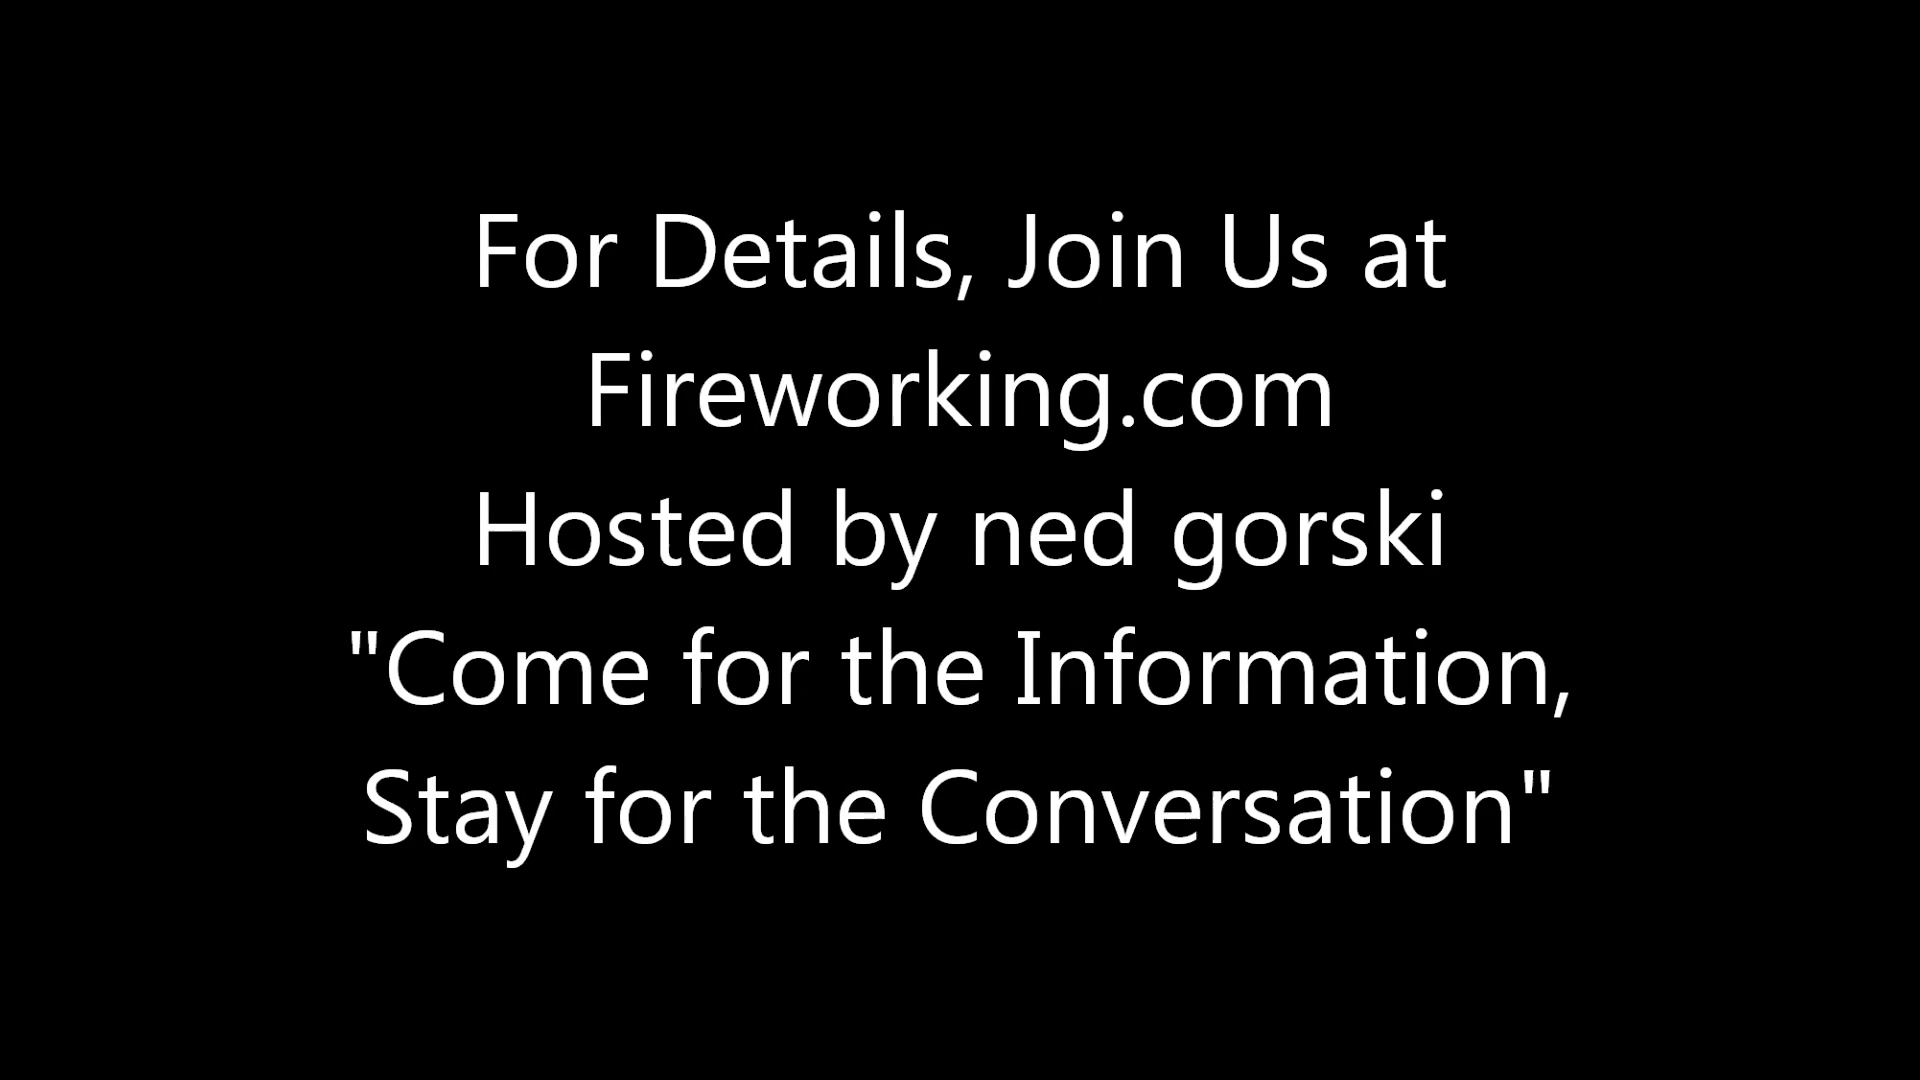 For Details, Join Us at
Fireworking.com
Hosted by ned gorski
"Come for the Information,
Stay for the Conversation"